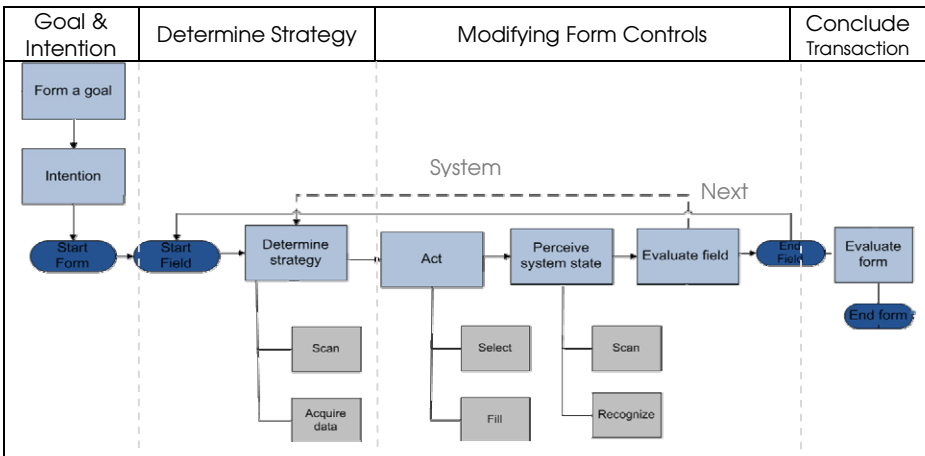 Goal &
Intention
Determine Strategy
Modifying Form Controls
Conclude
Transaction
Form a goal
Intention
System
Next
Start
Form
Start
Field
Determine
strategy
Act
Perceive
system state
Evaluate field
End
Field
Evaluate
form
End form
Scan
Select
Scan
Acquire
data
Fill
Recognize